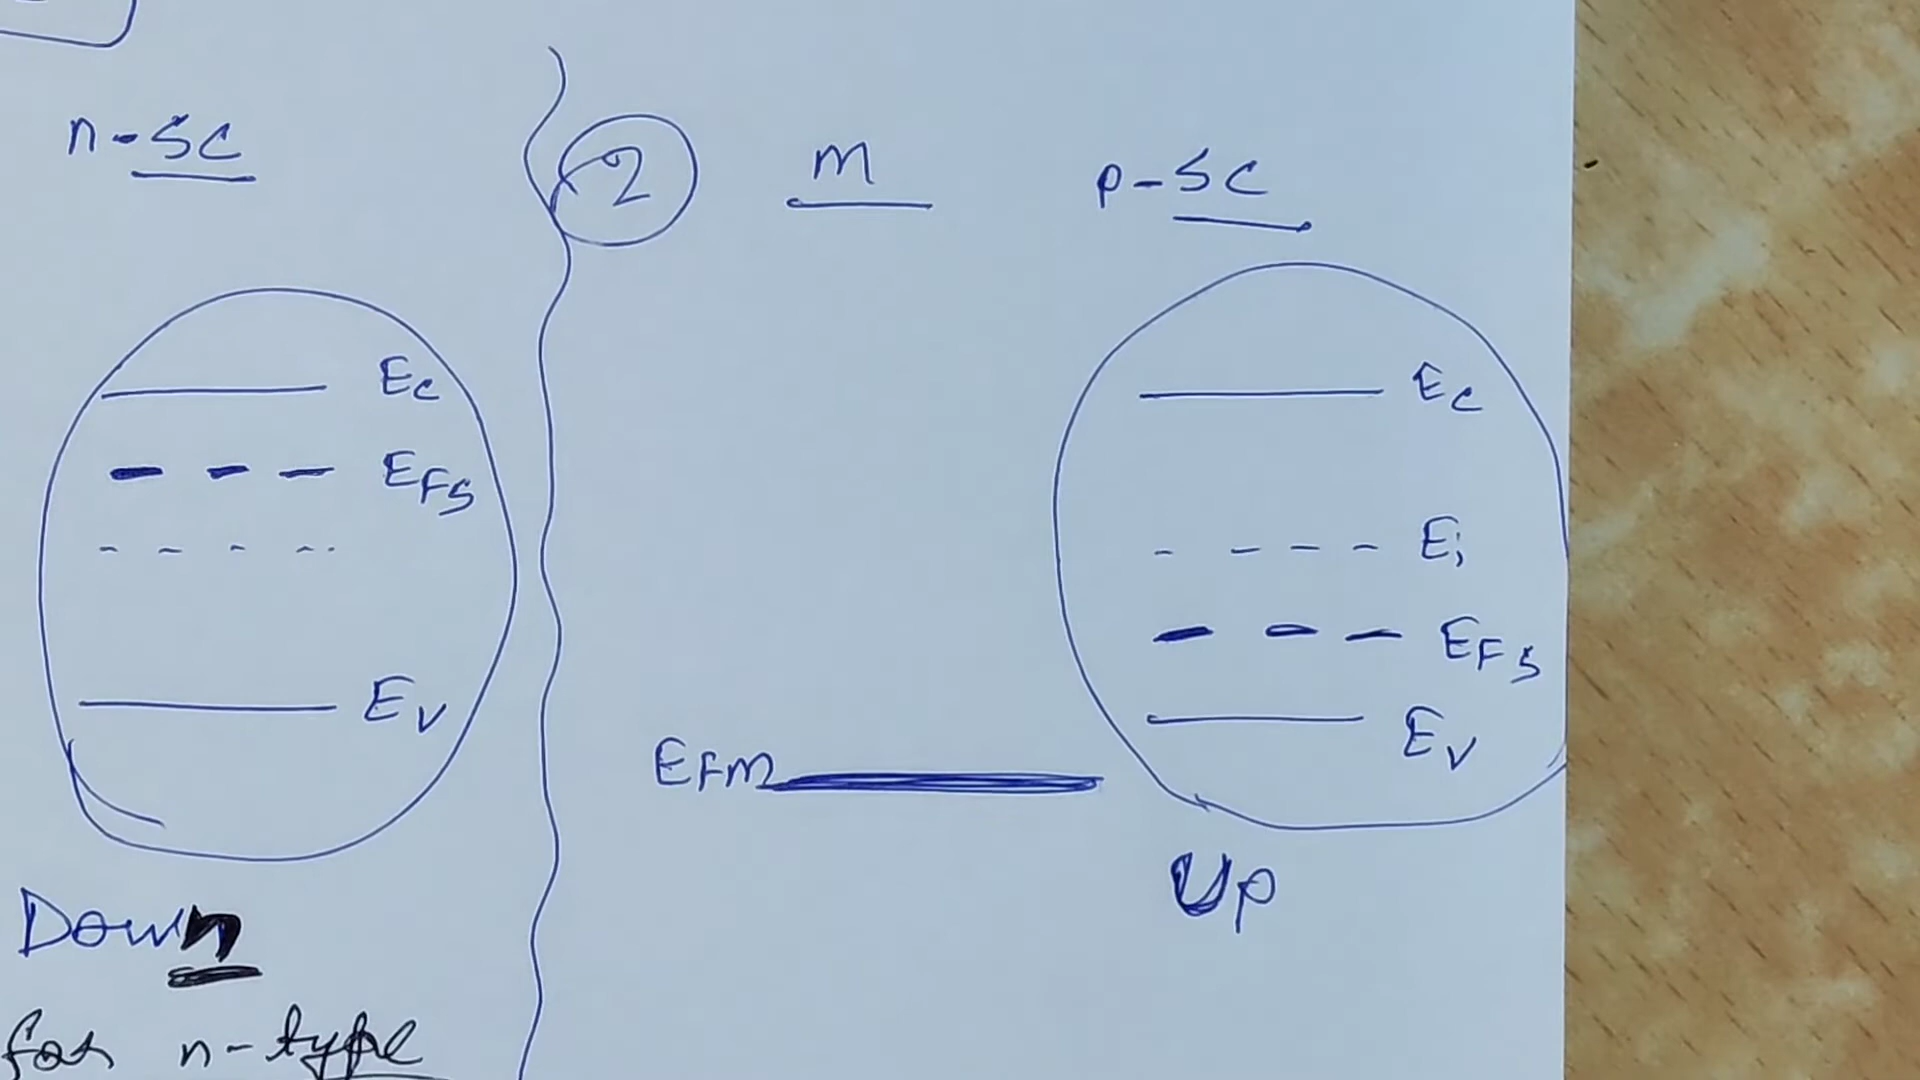 n-SC
Ec
EFS
Ev
Down
for n-type
2
m
p-SC
Ec
Ei
EFS
Ev
EFm
Up